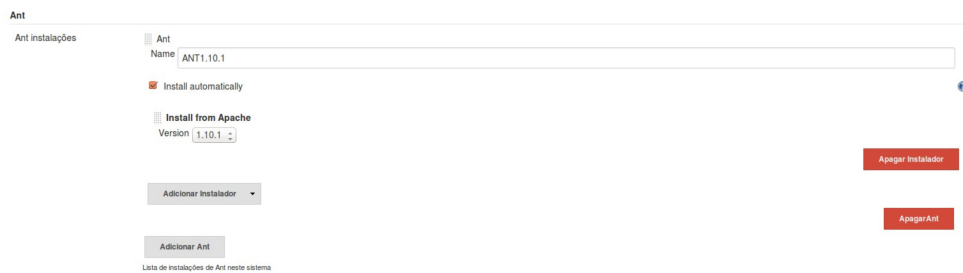 Ant
Ant instalações
Ant
Name ANT1.10.1
Install automatically
Install from Apache
Version 1.10.1
Apagar Instalador
Adicionar Instalador
ApagarAnt
Adicionar Ant
Lista de instalações de Ant neste sistema